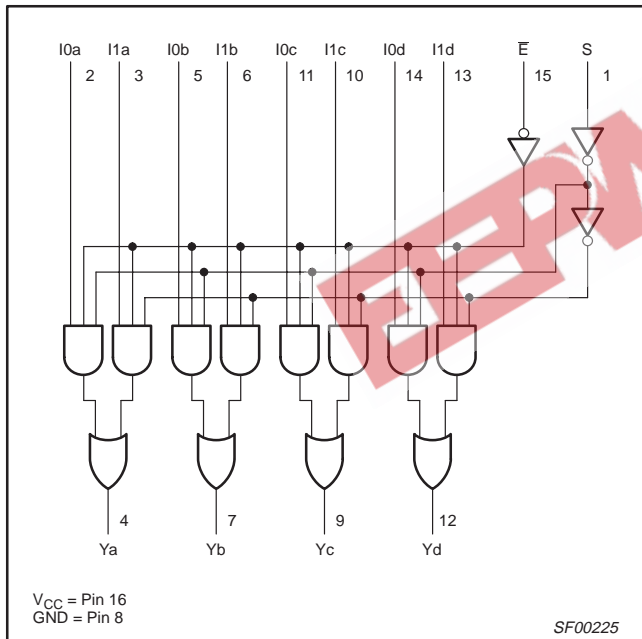 I0a I1a I0b I1b I0c I1c I0d I1d E̅ S
2 3 5 6 11 10 14 13 15 1
4 7 9 12
Ya Yb Yc Yd
VCC = Pin 16
GND = Pin 8
SF00225